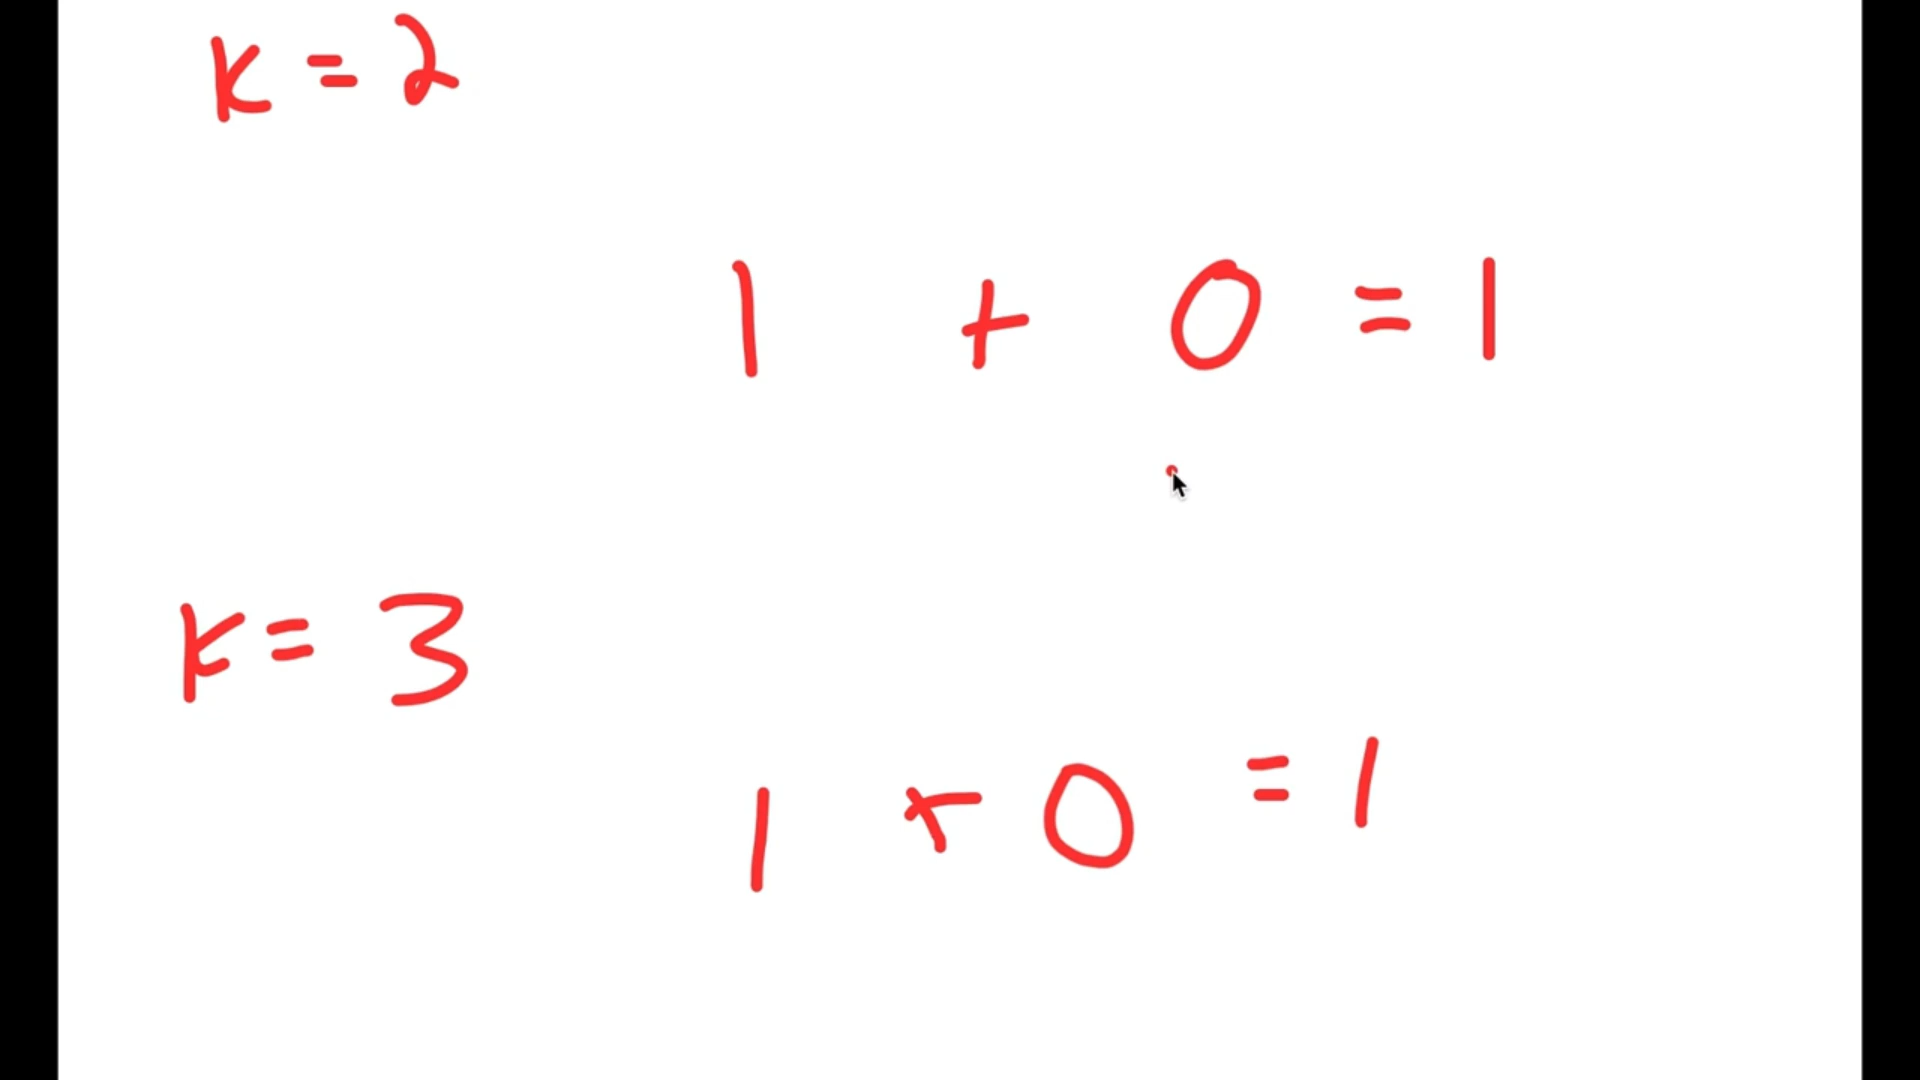 k = 2
1 + 0 = 1
k = 3
1 + 0 = 1